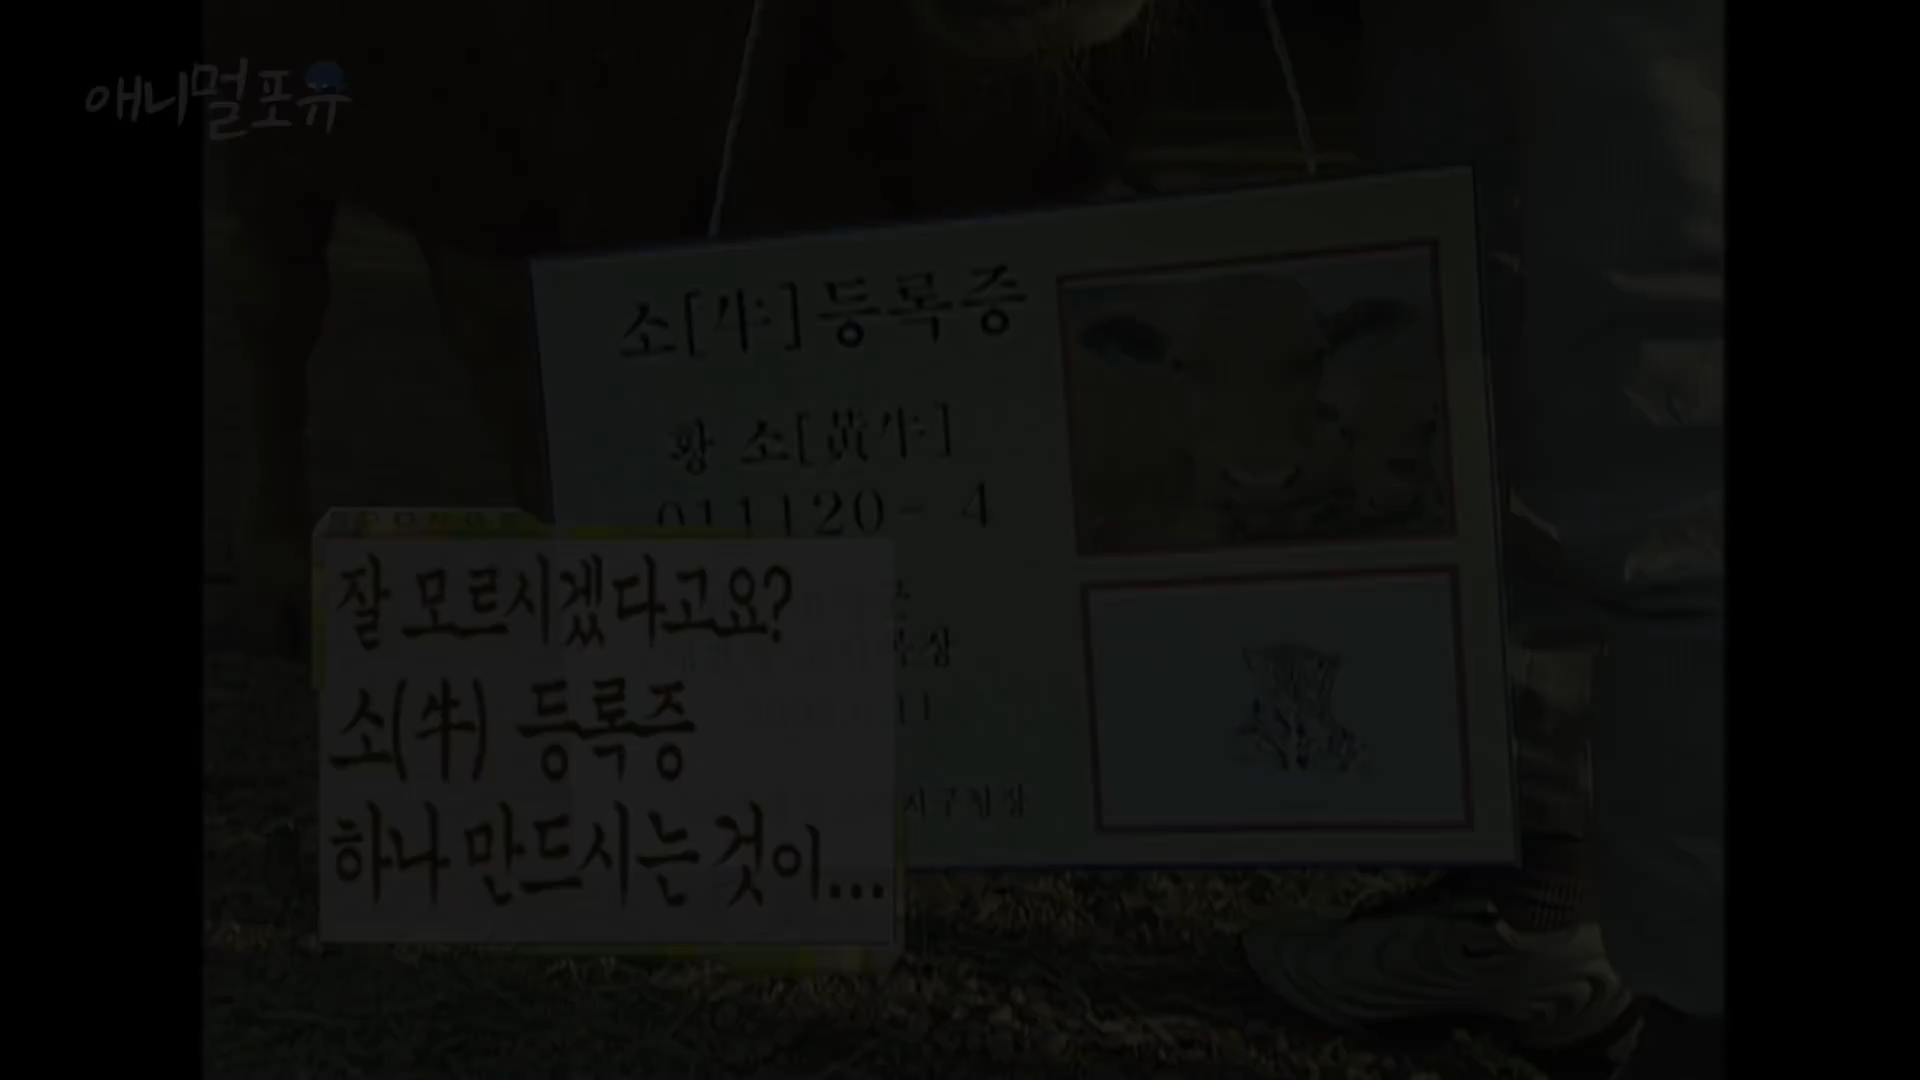 애니멀포유
소[牛]등록증
황 소[黃牛]
011120- 4
잘 모르시겠다고요?
소(牛) 등록증
하나 만드시는 것이...